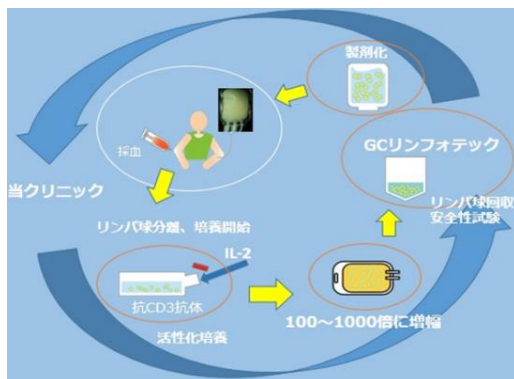 製剤化
GCリンフォテック
採血
当クリニック
リンパ球回収
安全性試験
リンパ球分離、培養開始
IL-2
抗CD3抗体
活性化培養
100～1000倍に増幅